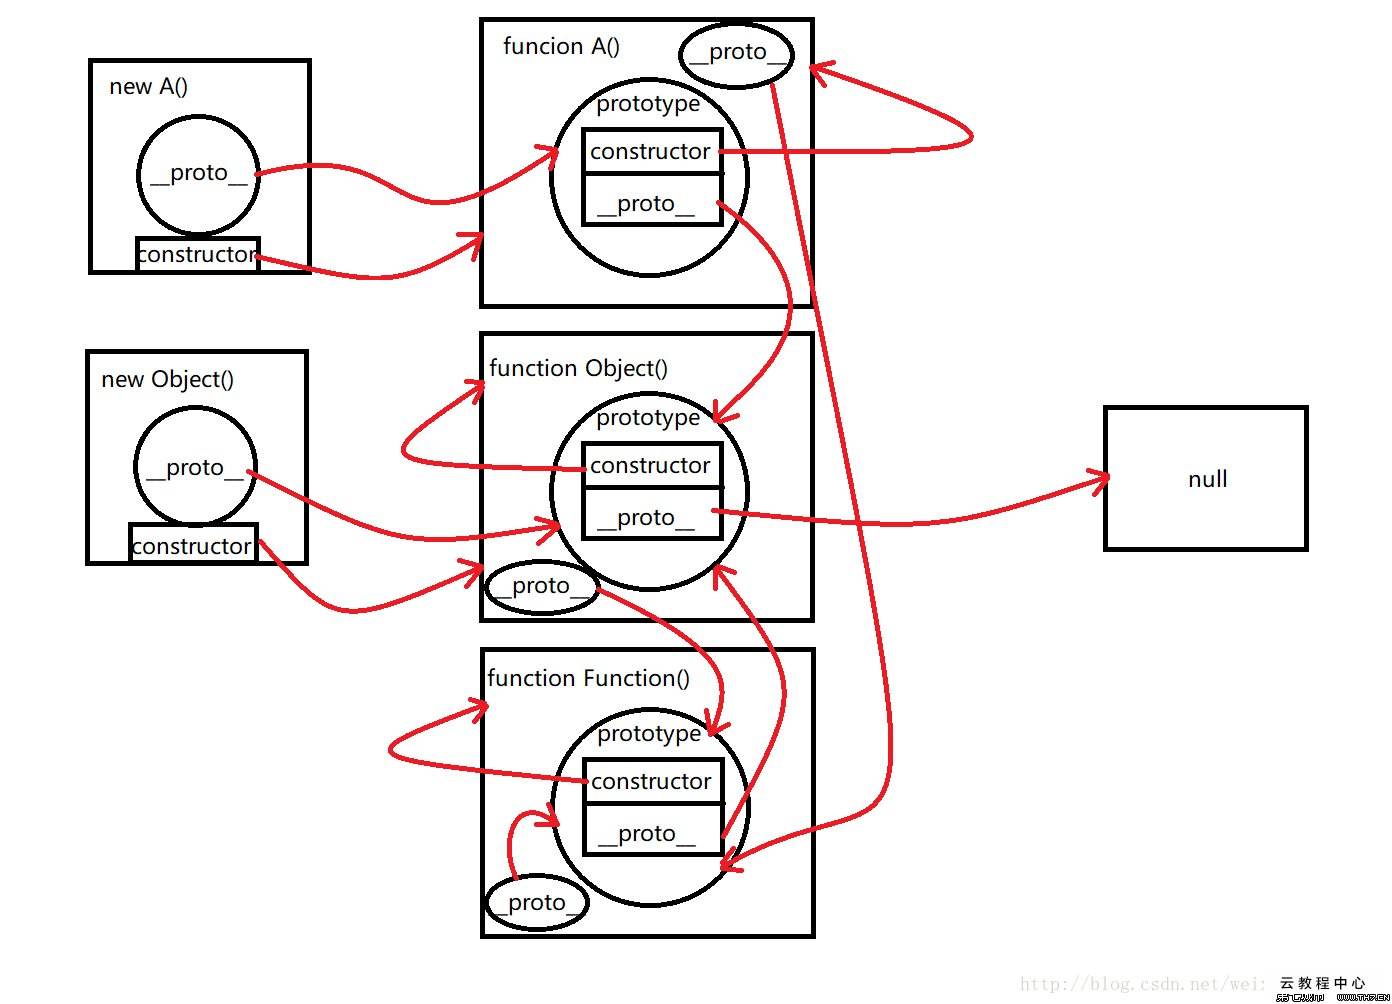 new A()
__proto__
constructor
funcion A()
__proto__
prototype
constructor
__proto__
new Object()
__proto__
constructor
function Object()
prototype
constructor
__proto__
__proto__
null
function Function()
prototype
constructor
__proto__
__proto__
http://blog.csdn.net/wei
云教程中心